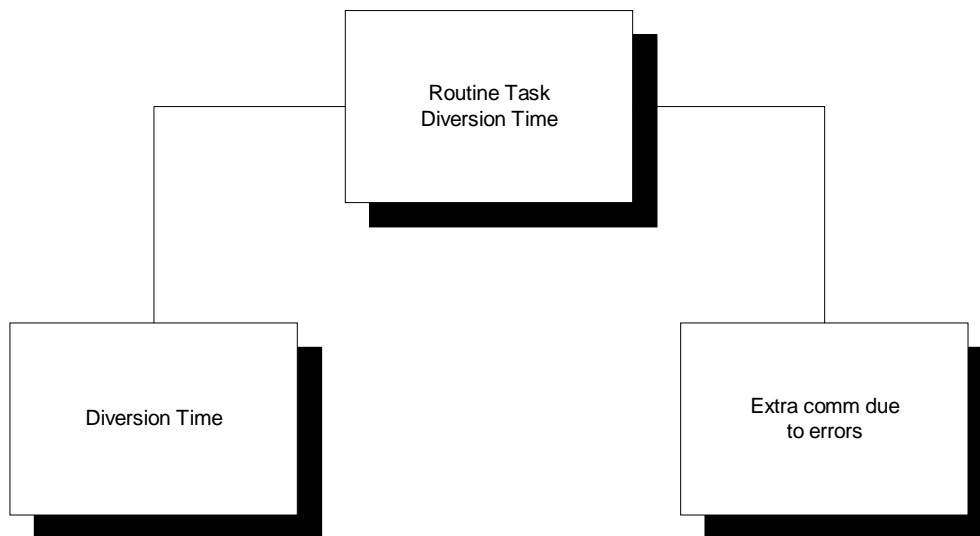 Routine Task
Diversion Time
Diversion Time
Extra comm due
to errors